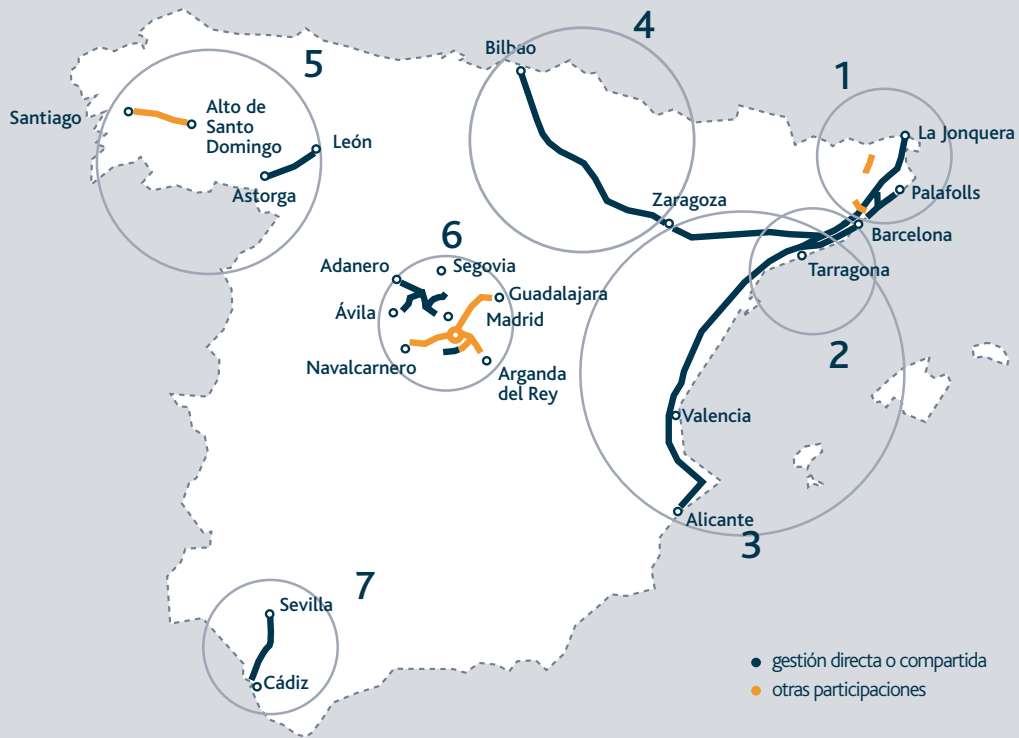 5
4
1
Bilbao
Santiago
Alto de
Santo
Domingo
León
Astorga
La Jonquera
Palafolls
Zaragoza
Barcelona
Tarragona
6
Adanero
Segovia
Guadalajara
Ávila
Madrid
Navalcarnero
Arganda
del Rey
2
Valencia
Alicante
3
7
Sevilla
Cádiz
gestión directa o compartida
otras participaciones